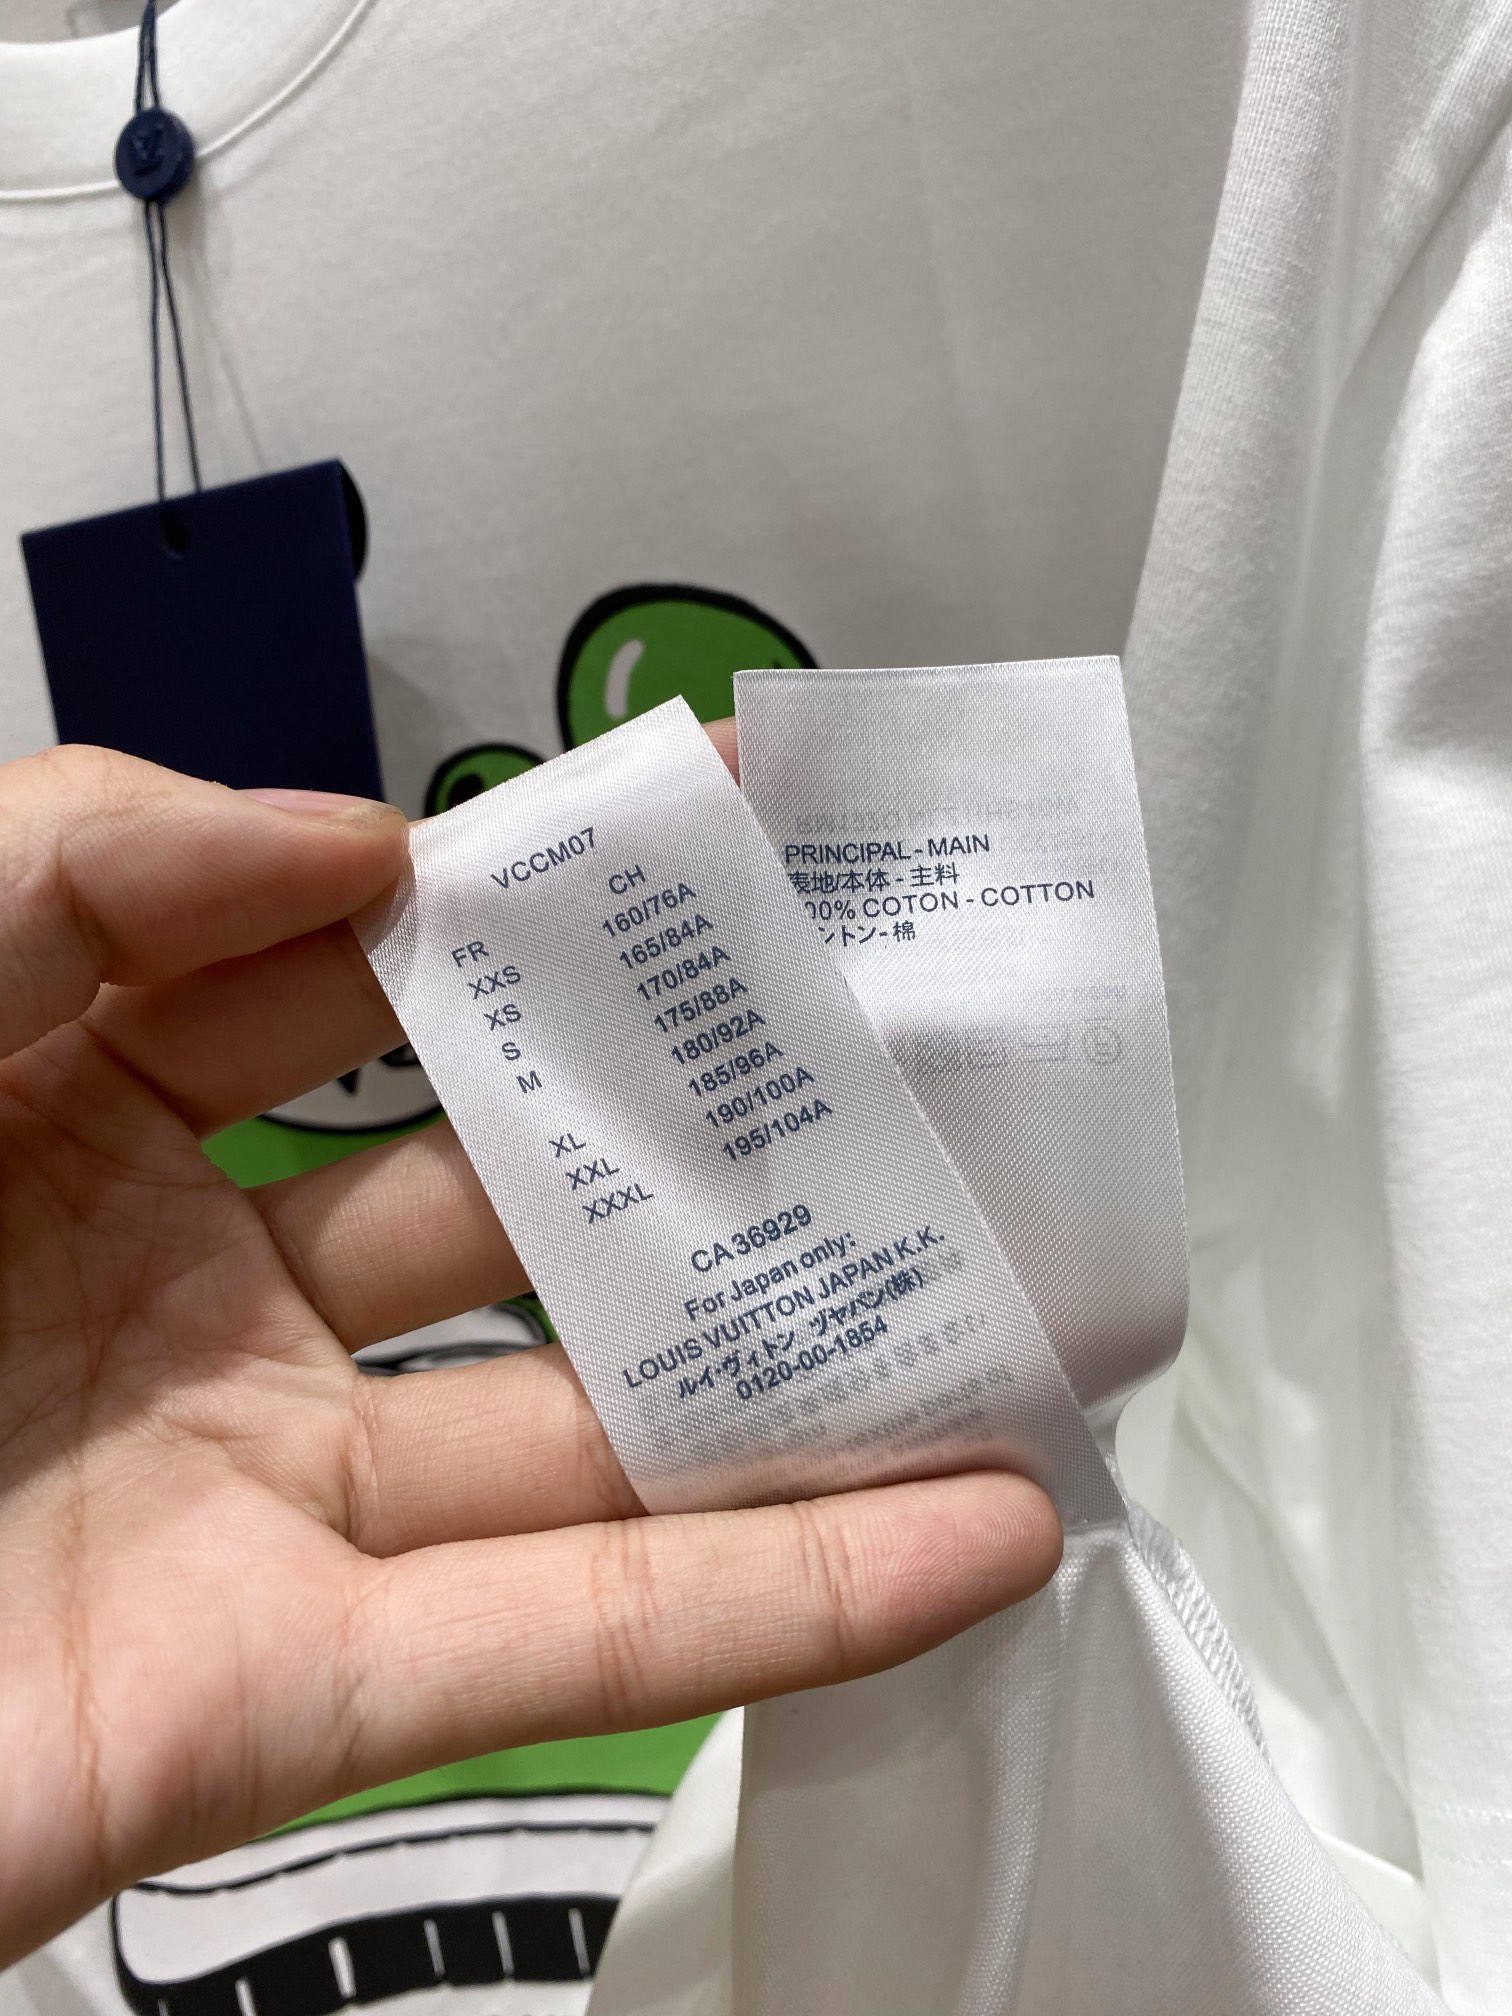 VCCM07
FR CH
XXS 160/76A
XS 165/84A
S 170/84A
M 175/88A
180/92A
XL 185/96A
XXL 190/100A
XXXL 195/104A
CA 36929
For Japan only:
LOUIS VUITTON JAPAN K.K.
ルイ・ヴィトン ヅャパン(株)
0120-00-1854
PRINCIPAL - MAIN
表地/本体 - 主料
00% COTON - COTTON
ントン - 棉
LV